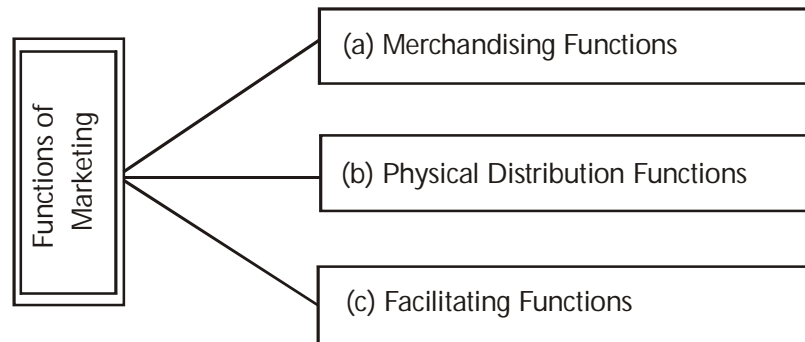 Functions of
Marketing
(a) Merchandising Functions
(b) Physical Distribution Functions
(c) Facilitating Functions